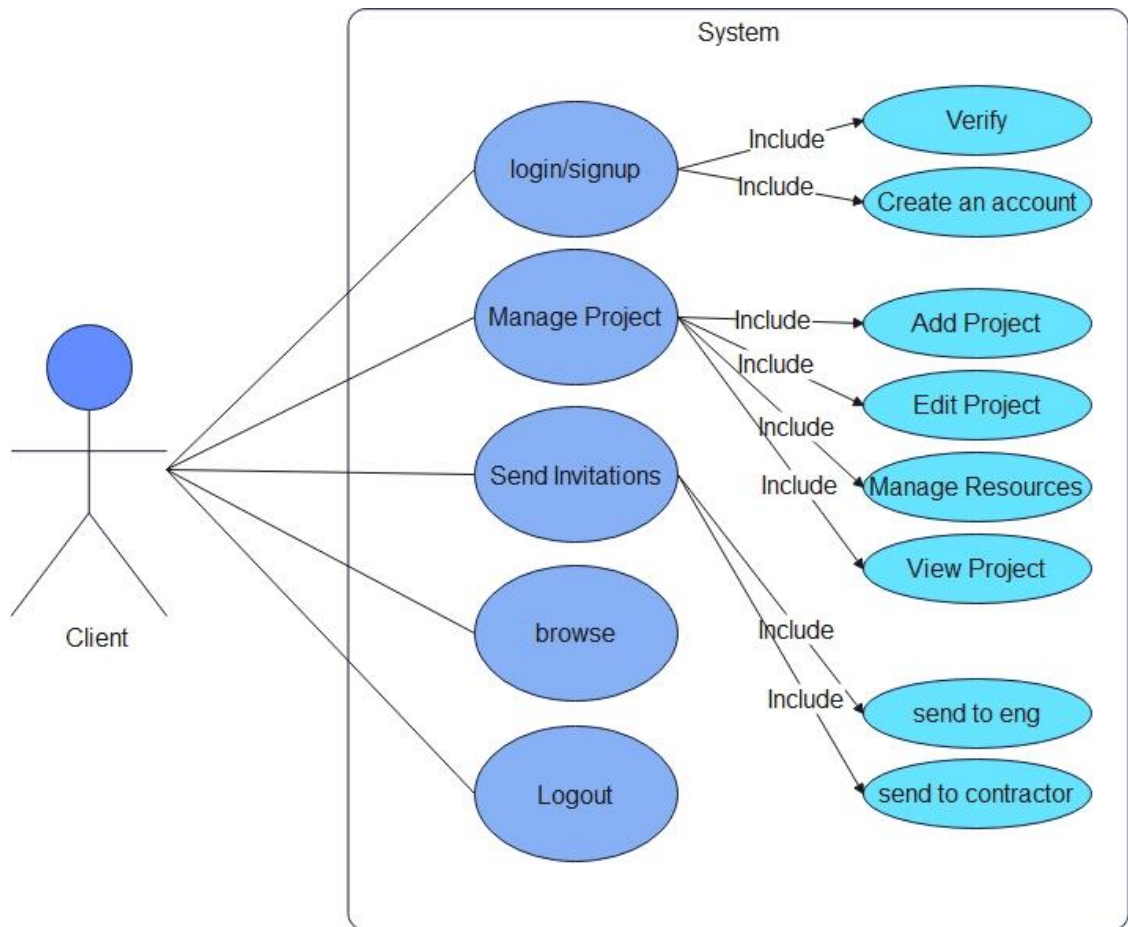 System
login/signup
Include
Verify
Include
Create an account
Manage Project
Include
Add Project
Include
Edit Project
Include
Manage Resources
Include
View Project
Send Invitations
Include
send to eng
Include
send to contractor
browse
Logout
Client